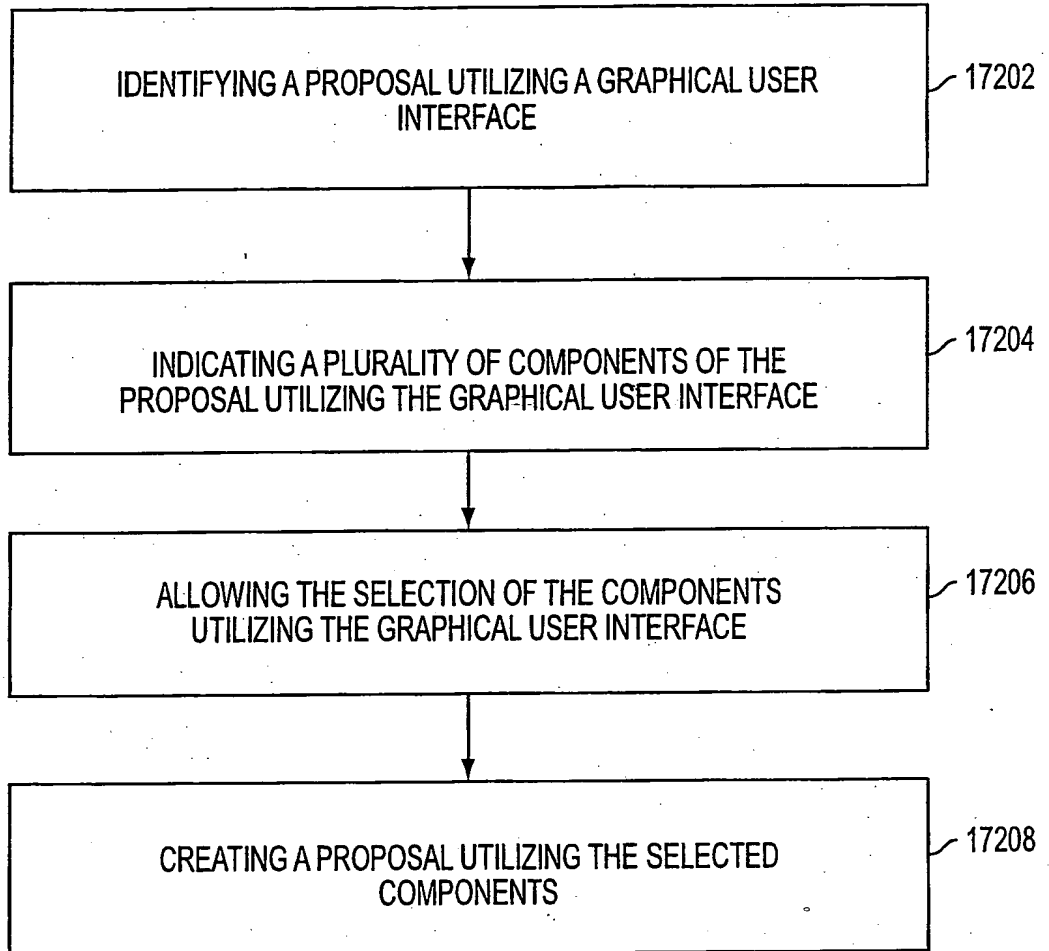 IDENTIFYING A PROPOSAL UTILIZING A GRAPHICAL USER
INTERFACE
17202
INDICATING A PLURALITY OF COMPONENTS OF THE
PROPOSAL UTILIZING THE GRAPHICAL USER INTERFACE
17204
ALLOWING THE SELECTION OF THE COMPONENTS
UTILIZING THE GRAPHICAL USER INTERFACE
17206
CREATING A PROPOSAL UTILIZING THE SELECTED
COMPONENTS
17208